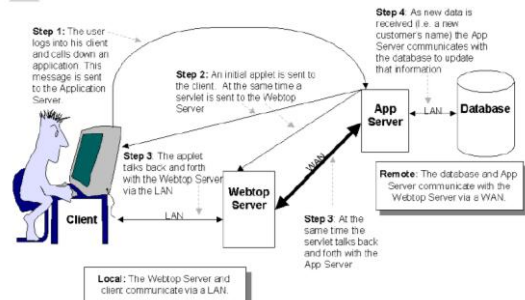 Step 1: The user
logs into his client
and calls down an
application. This
message is sent
to the Application
Server.
Step 2: An initial applet is sent to
the client. At the same time a
servlet is sent to the Webtop
Server
Step 4: As new data is
received (i.e. a new
customer's name) the App
Server communicates with
the database to update
that information
App
Server
LAN
Database
Step 3: The applet
talks back and forth
with the Webtop Server
via the LAN
WAN
Webtop
Server
Client
LAN
Remote: The database and App
Server communicate with the
Webtop Server via a WAN.
Step 3: At the
same time the
servlet talks back
and forth with the
App Server
Local: The Webtop Server and
client communicate via a LAN.